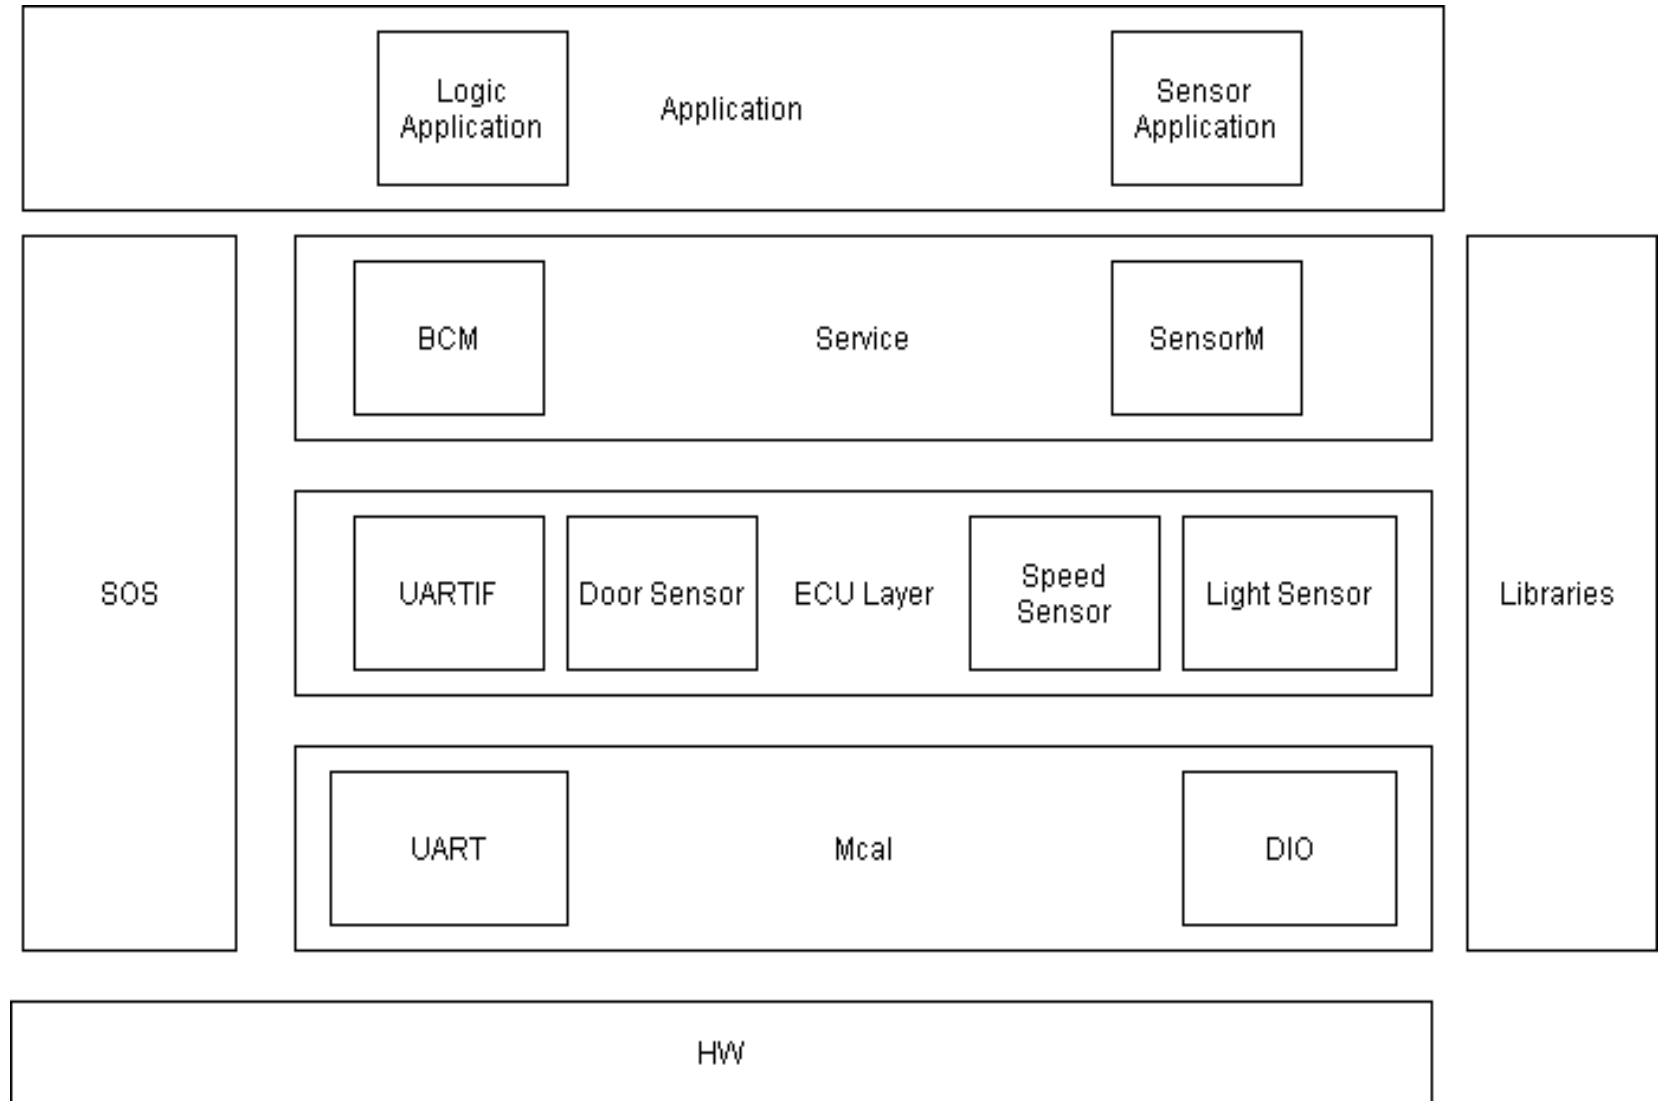 Logic
Application
Application
Sensor
Application
BCM
Service
SensorM
SOS
UARTIF
Door Sensor
ECU Layer
Speed
Sensor
Light Sensor
Libraries
UART
Mcal
DIO
HW